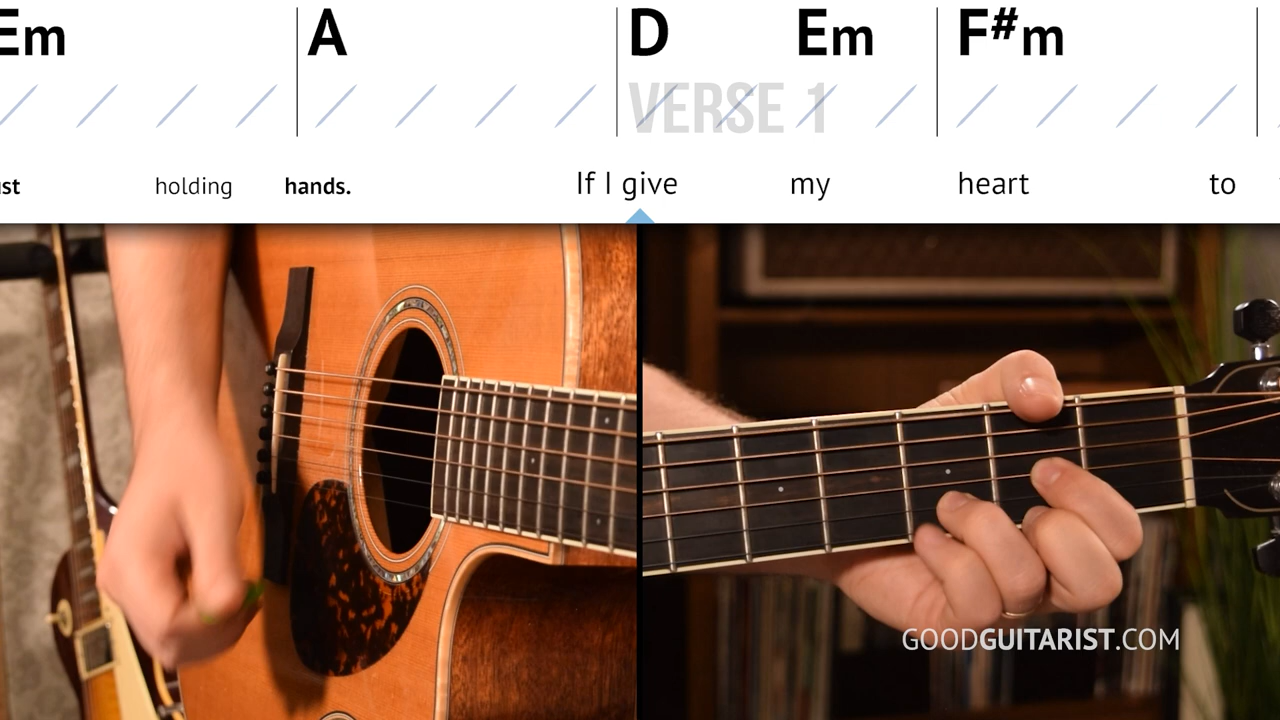 Em A D Em F#m
VERSE 1
holding hands. If I give my heart to
GOODGUITARIST.COM